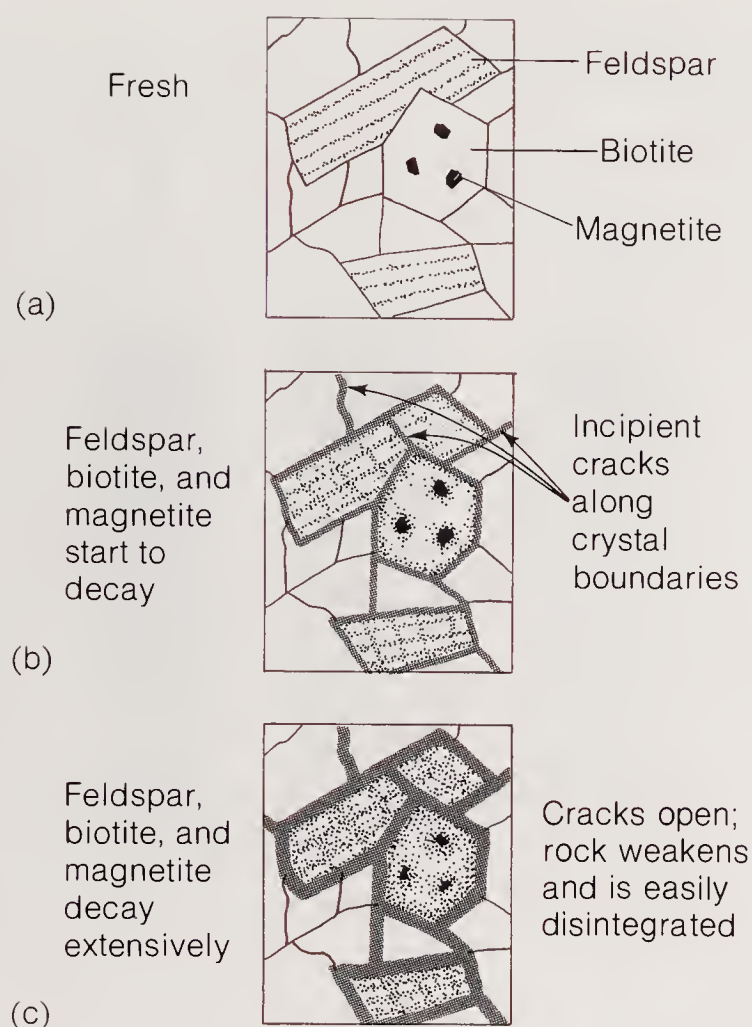 Fresh
Feldspar
Biotite
Magnetite
(a)
Feldspar,
biotite, and
magnetite
start to
decay
Incipient
cracks
along
crystal
boundaries
(b)
Feldspar,
biotite, and
magnetite
decay
extensively
Cracks open;
rock weakens
and is easily
disintegrated
(c)